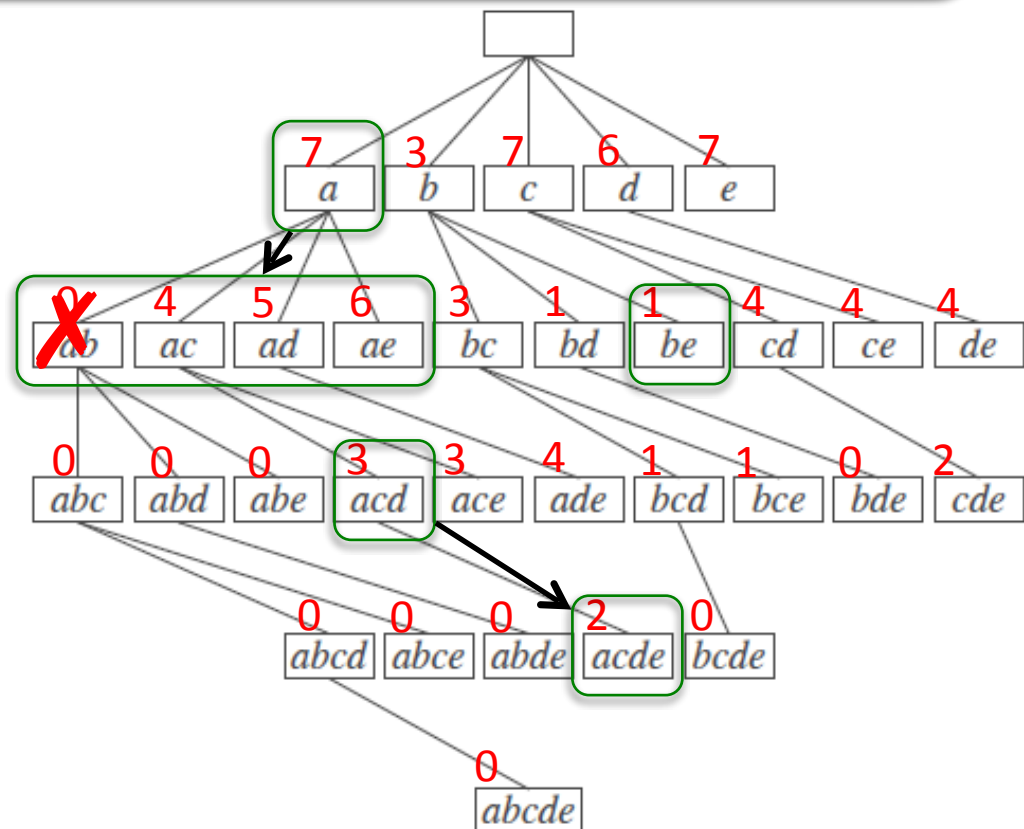 7 3 7 6 7
a b c d e
0 4 5 6 3 1 1 4 4 4
ab ac ad ae bc bd be cd ce de
0 0 0 3 3 4 1 1 0 2
abc abd abe acd ace ade bcd bce bde cde
0 0 0 2 0
abcd abce abde acde bcde
0
abcde